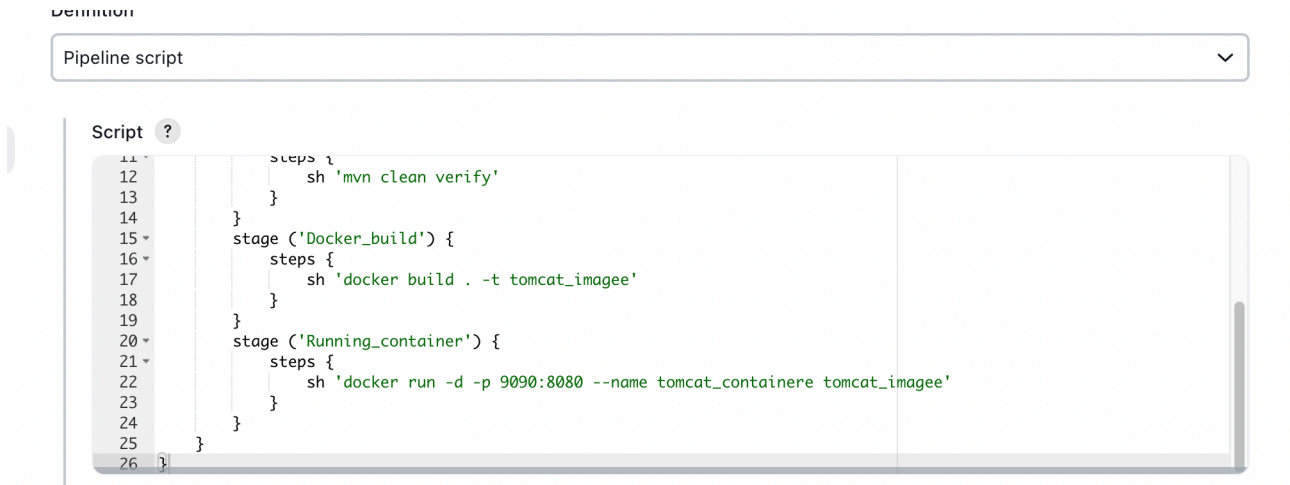 Definition
Pipeline script
Script ?
11 steps {
12 sh 'mvn clean verify'
13 }
14 }
15 stage ('Docker_build') {
16 steps {
17 sh 'docker build . -t tomcat_imagee'
18 }
19 }
20 stage ('Running_container') {
21 steps {
22 sh 'docker run -d -p 9090:8080 --name tomcat_containere tomcat_imagee'
23 }
24 }
25 }
26 }